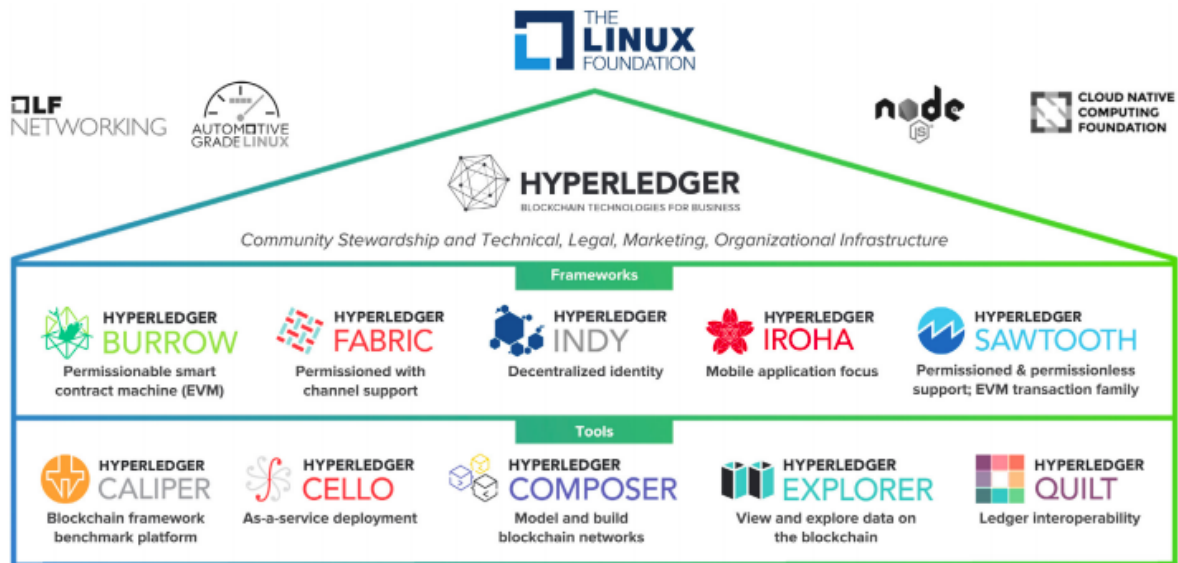 THE
LINUX
FOUNDATION
LF
NETWORKING
AUTOMOTIVE
GRADELINUX
node
JS
CLOUD NATIVE
COMPUTING
FOUNDATION
HYPERLEDGER
BLOCKCHAIN TECHNOLOGIES FOR BUSINESS
Community Stewardship and Technical, Legal, Marketing, Organizational Infrastructure
Frameworks
HYPERLEDGER
BURROW
Permissionable smart
contract machine (EVM)
HYPERLEDGER
FABRIC
Permissioned with
channel support
HYPERLEDGER
INDY
Decentralized identity
HYPERLEDGER
IROHA
Mobile application focus
HYPERLEDGER
SAWTOOTH
Permissioned & permissionless
support; EVM transaction family
Tools
HYPERLEDGER
CALIPER
Blockchain framework
benchmark platform
HYPERLEDGER
CELLO
As-a-service deployment
HYPERLEDGER
COMPOSER
Model and build
blockchain networks
HYPERLEDGER
EXPLORER
View and explore data on
the blockchain
HYPERLEDGER
QUILT
Ledger interoperability